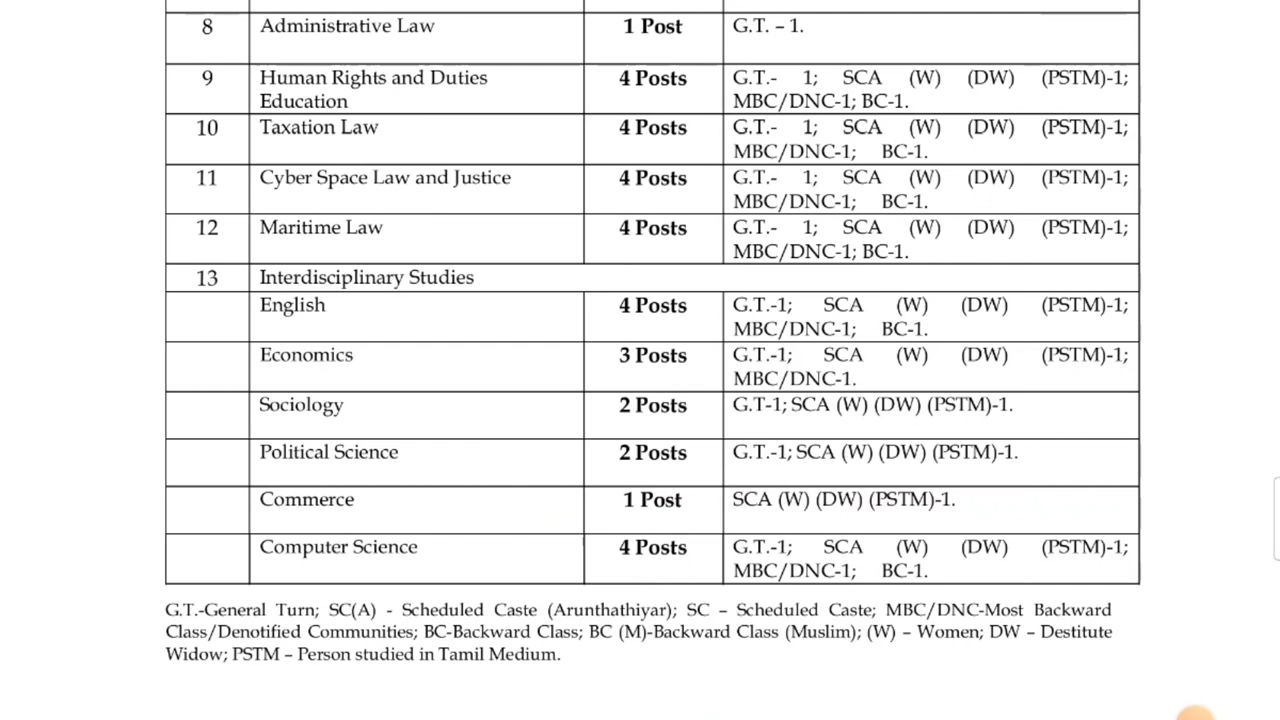 8 Administrative Law 1 Post G.T. – 1.
9 Human Rights and Duties 4 Posts G.T.- 1; SCA (W) (DW) (PSTM)-1;
Education MBC/DNC-1; BC-1.
10 Taxation Law 4 Posts G.T.- 1; SCA (W) (DW) (PSTM)-1;
MBC/DNC-1; BC-1.
11 Cyber Space Law and Justice 4 Posts G.T.- 1; SCA (W) (DW) (PSTM)-1;
MBC/DNC-1; BC-1.
12 Maritime Law 4 Posts G.T.- 1; SCA (W) (DW) (PSTM)-1;
MBC/DNC-1; BC-1.
13 Interdisciplinary Studies
English 4 Posts G.T.-1; SCA (W) (DW) (PSTM)-1;
MBC/DNC-1; BC-1.
Economics 3 Posts G.T.-1; SCA (W) (DW) (PSTM)-1;
MBC/DNC-1.
Sociology 2 Posts G.T-1; SCA (W) (DW) (PSTM)-1.
Political Science 2 Posts G.T.-1; SCA (W) (DW) (PSTM)-1.
Commerce 1 Post SCA (W) (DW) (PSTM)-1.
Computer Science 4 Posts G.T.-1; SCA (W) (DW) (PSTM)-1;
MBC/DNC-1; BC-1.
G.T.-General Turn; SC(A) - Scheduled Caste (Arunthathiyar); SC – Scheduled Caste; MBC/DNC-Most Backward
Class/Denotified Communities; BC-Backward Class; BC (M)-Backward Class (Muslim); (W) – Women; DW – Destitute
Widow; PSTM – Person studied in Tamil Medium.